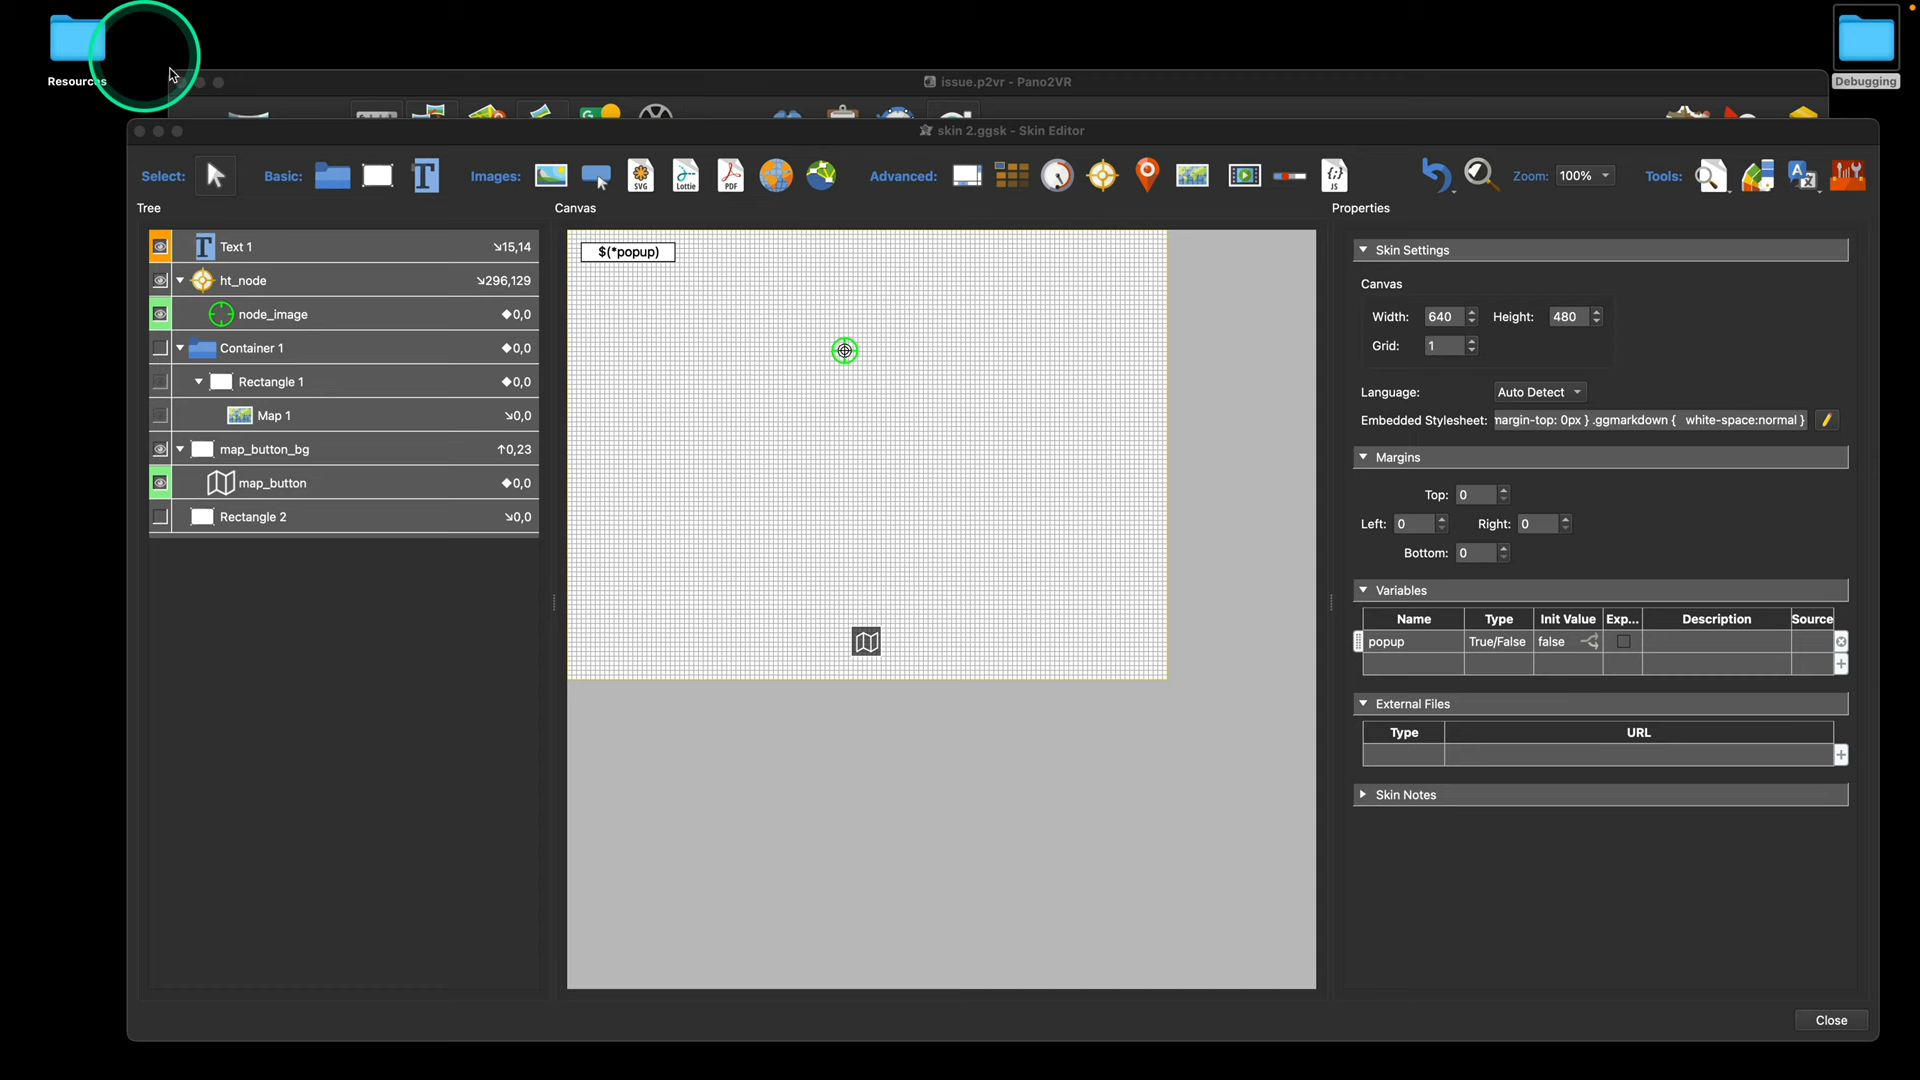 Resources
Debugging
issue.p2vr - Pano2VR
skin 2.ggsk - Skin Editor
Select:
Basic:
Images:
SVG
Lottie
PDF
Advanced:
JS
Zoom: 100%
Tools:
Tree
Canvas
Properties
Text 1 ↘15,14
ht_node ↘296,129
node_image ◆0,0
Container 1 ◆0,0
Rectangle 1 ◆0,0
Map 1 ↘0,0
map_button_bg ↑0,23
map_button ◆0,0
Rectangle 2 ↘0,0
$(*popup)
Skin Settings
Canvas
Width: 640 Height: 480
Grid: 1
Language: Auto Detect
Embedded Stylesheet: margin-top: 0px } .ggmarkdown { white-space:normal }
Margins
Top: 0
Left: 0 Right: 0
Bottom: 0
Variables
Name Type Init Value Exp... Description Source
popup True/False false
External Files
Type URL
Skin Notes
Close